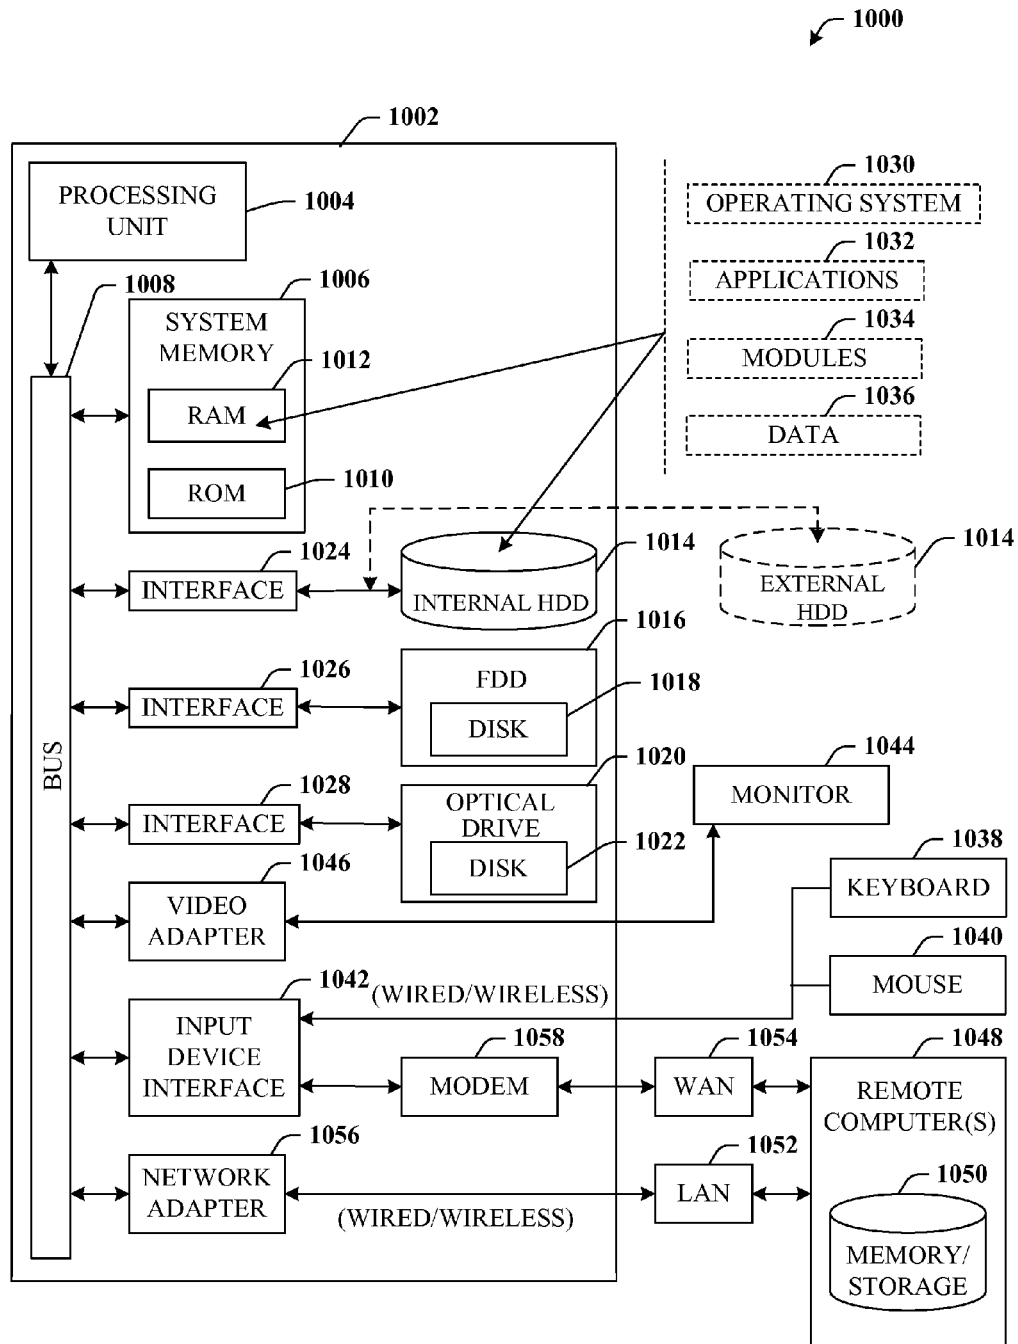 1000
1002
PROCESSING
UNIT
1004
1030
OPERATING SYSTEM
1032
APPLICATIONS
1034
MODULES
1036
DATA
1008
1006
SYSTEM
MEMORY
1012
RAM
1010
ROM
1024
INTERFACE
1014
INTERNAL HDD
1014
EXTERNAL
HDD
1026
INTERFACE
1016
FDD
1018
DISK
BUS
1028
INTERFACE
1020
OPTICAL
DRIVE
1022
DISK
1044
MONITOR
1046
VIDEO
ADAPTER
1038
KEYBOARD
1040
MOUSE
1042
(WIRED/WIRELESS)
INPUT
DEVICE
INTERFACE
1058
MODEM
1054
WAN
1048
REMOTE
COMPUTER(S)
1056
NETWORK
ADAPTER
(WIRED/WIRELESS)
1052
LAN
1050
MEMORY/
STORAGE